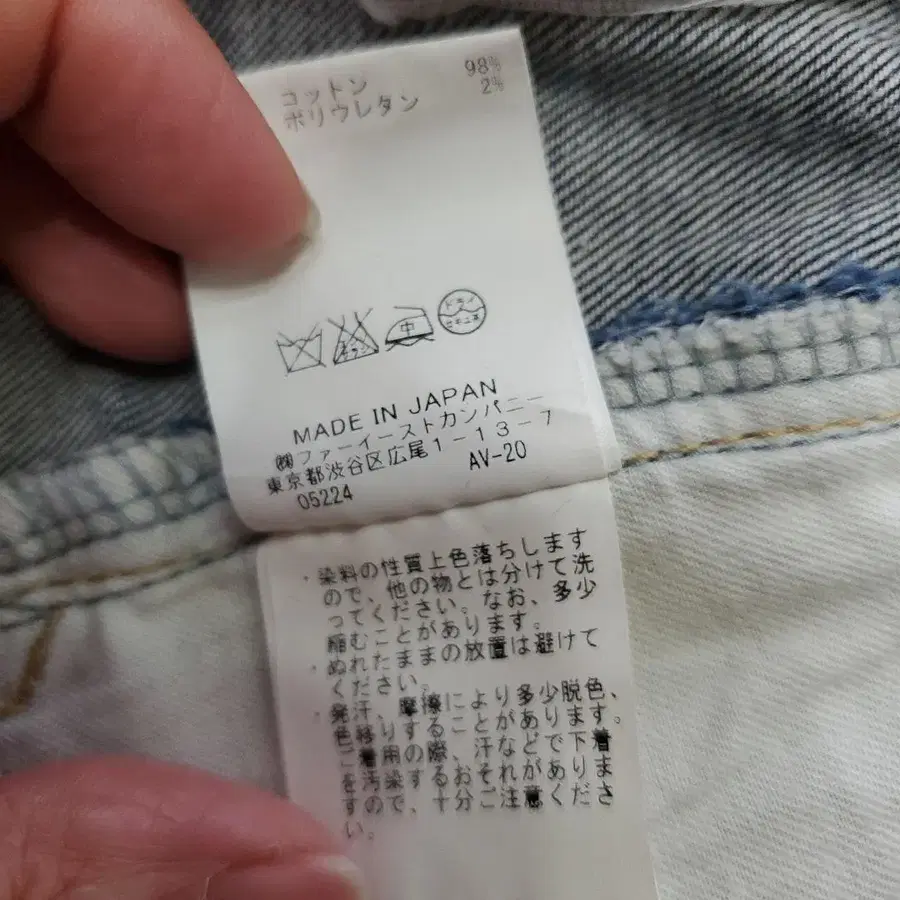 コットン 98%
ポリウレタン 2%
中
ドライ
セキユ系
MADE IN JAPAN
㈱ファーイーストカンパニー
東京都渋谷区広尾1-13-7
05224 AV-20
・染料の性質上色落ちします
ので、他の物とは分けて洗
ってください。なお、多少
縮むことがあります。
・ぬれたままの放置は避けて
ください。
・発汗、摩擦により多少脱色、
色移りすることがあります。
着用の際、汗などで下着
を汚染するおそれがありま
すので、十分ご注意くださ
い。